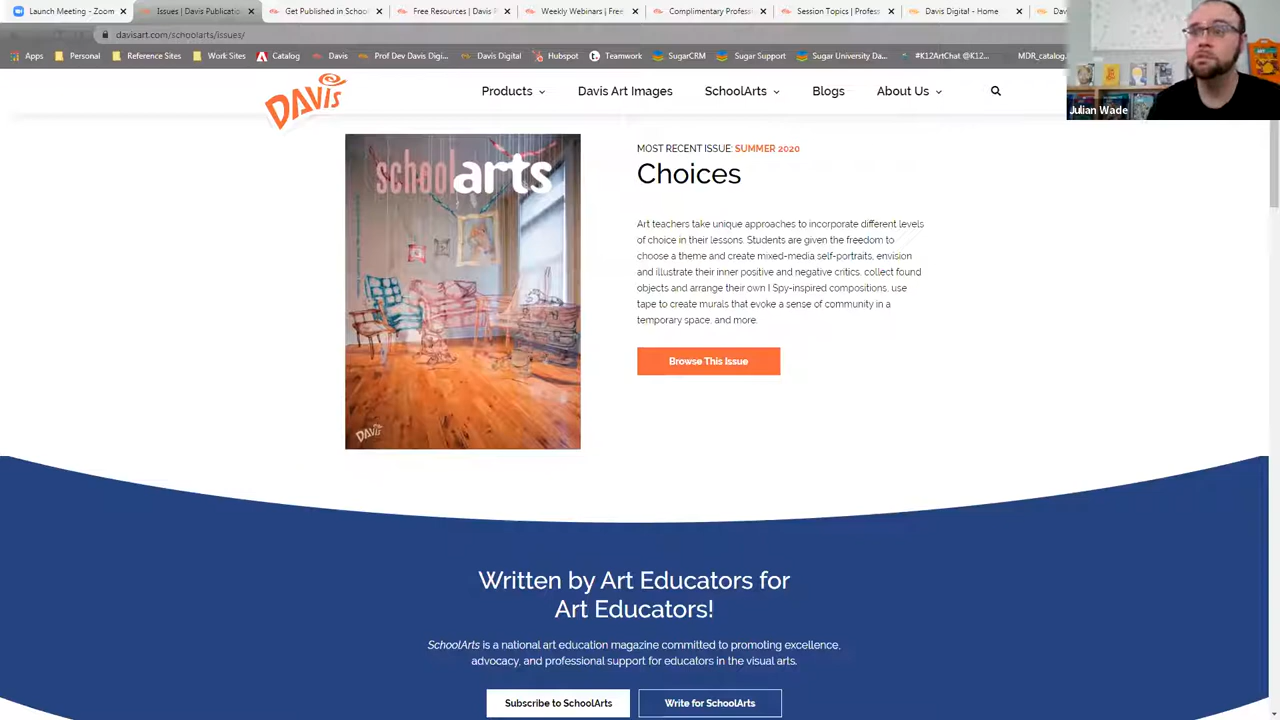 Launch Meeting - Zoom
Issues | Davis Publicatio
Get Published in School
Free Resources | Davis P
Weekly Webinars | Free
Complimentary Profess
Session Topics | Profess
Davis Digital - Home
Dav
davisart.com/schoolarts/issues/
Apps
Personal
Reference Sites
Work Sites
Catalog
Davis
Prof Dev Davis Digi...
Davis Digital
Hubspot
Teamwork
SugarCRM
Sugar Support
Sugar University Da...
#K12ArtChat @K12...
MDR_catalog.
Julian Wade
DAVIS
Products
Davis Art Images
SchoolArts
Blogs
About Us
schoolarts
DAVIS
MOST RECENT ISSUE: SUMMER 2020
Choices
Art teachers take unique approaches to incorporate different levels
of choice in their lessons. Students are given the freedom to
choose a theme and create mixed-media self-portraits, envision
and illustrate their inner positive and negative critics, collect found
objects and arrange their own I Spy-inspired compositions, use
tape to create murals that evoke a sense of community in a
temporary space, and more.
Browse This Issue
Written by Art Educators for
Art Educators!
SchoolArts is a national art education magazine committed to promoting excellence,
advocacy, and professional support for educators in the visual arts.
Subscribe to SchoolArts
Write for SchoolArts